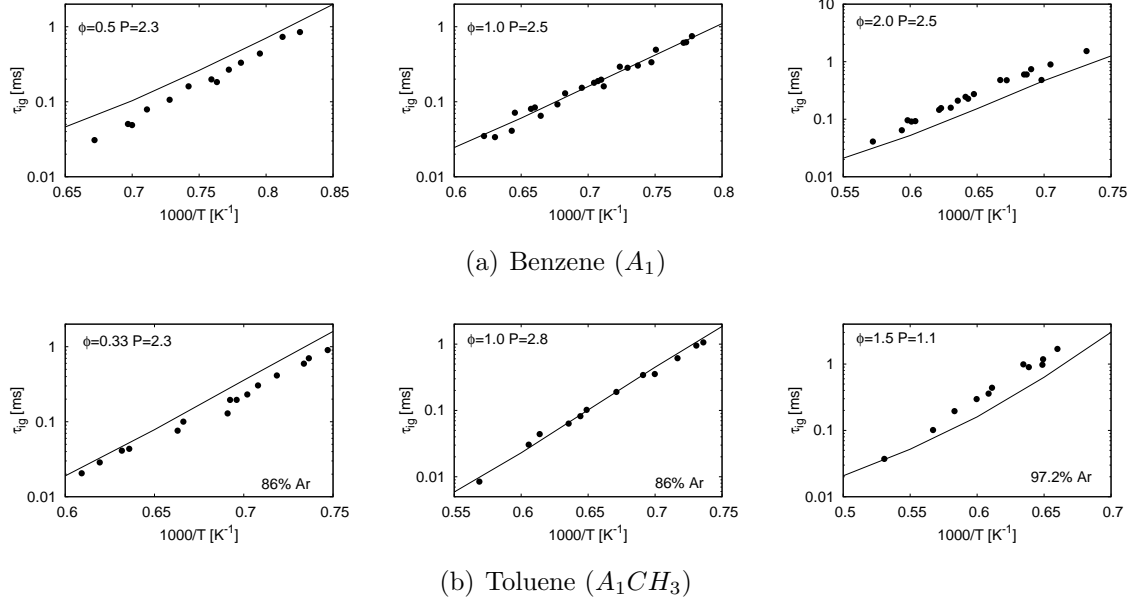 ϕ=0.5 P=2.3
1
0.1
0.01
τig [ms]
0.65 0.7 0.75 0.8 0.85
1000/T [K⁻¹]
ϕ=1.0 P=2.5
1
0.1
0.01
τig [ms]
0.6 0.65 0.7 0.75 0.8
1000/T [K⁻¹]
10
ϕ=2.0 P=2.5
1
0.1
0.01
τig [ms]
0.55 0.6 0.65 0.7 0.75
1000/T [K⁻¹]
(a) Benzene (A₁)
ϕ=0.33 P=2.3
1
0.1
0.01
τig [ms]
86% Ar
0.6 0.65 0.7 0.75
1000/T [K⁻¹]
ϕ=1.0 P=2.8
1
0.1
0.01
τig [ms]
86% Ar
0.55 0.6 0.65 0.7 0.75
1000/T [K⁻¹]
ϕ=1.5 P=1.1
1
0.1
0.01
τig [ms]
97.2% Ar
0.5 0.55 0.6 0.65 0.7
1000/T [K⁻¹]
(b) Toluene (A₁CH₃)